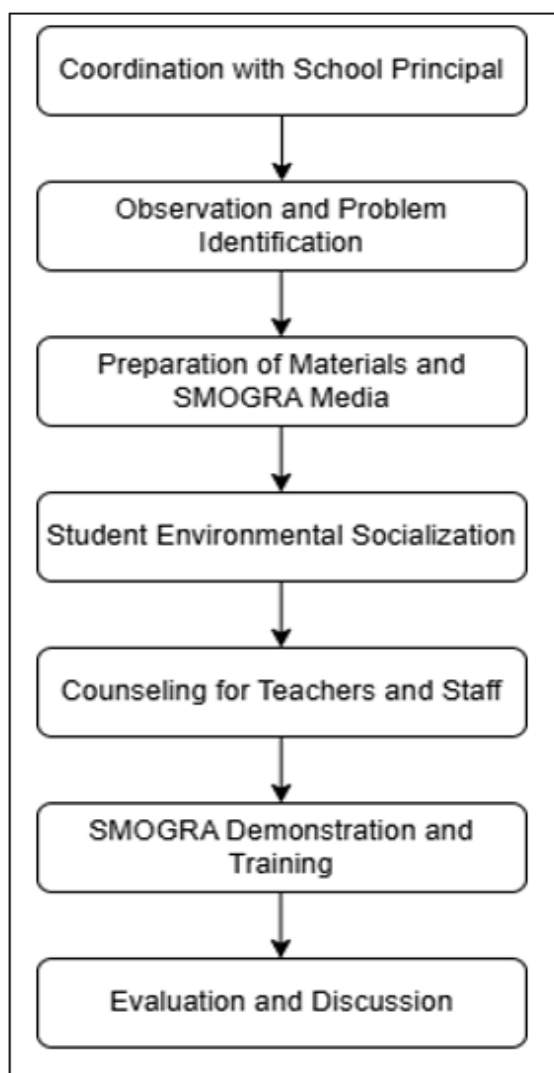 Coordination with School Principal
Observation and Problem
Identification
Preparation of Materials and
SMOGRA Media
Student Environmental Socialization
Counseling for Teachers and Staff
SMOGRA Demonstration and
Training
Evaluation and Discussion